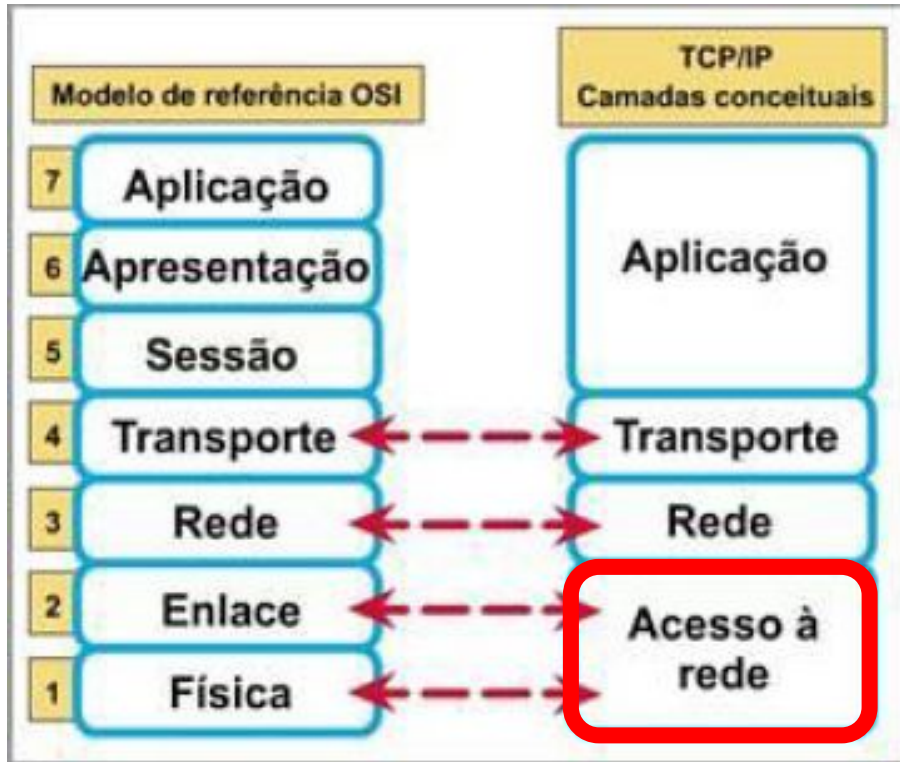 Modelo de referência OSI
TCP/IP
Camadas conceituais
7 Aplicação
6 Apresentação
5 Sessão
4 Transporte
3 Rede
2 Enlace
1 Física
Aplicação
Transporte
Rede
Acesso à
rede